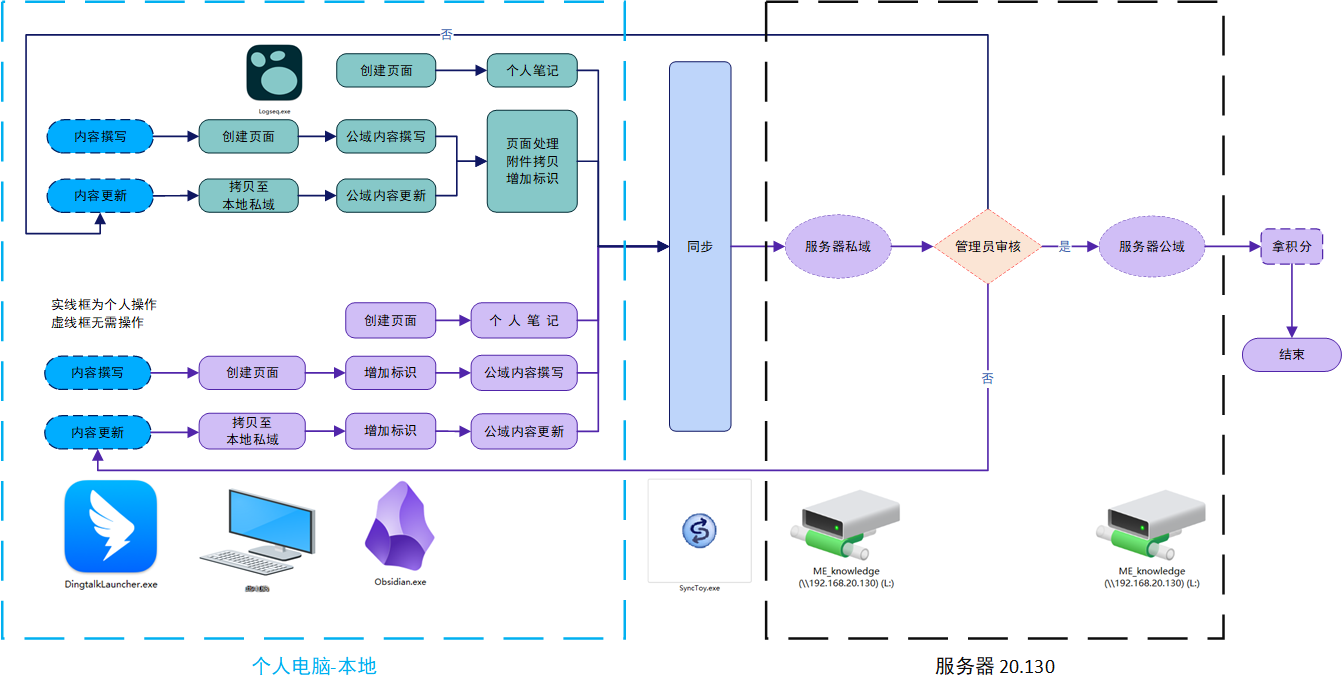 否
创建页面
个人笔记
Logseq.exe
内容撰写
创建页面
公域内容撰写
页面处理
附件拷贝
增加标识
内容更新
拷贝至
本地私域
公域内容更新
同步
服务器私域
管理员审核
是
服务器公域
拿积分
实线框为个人操作
虚线框无需操作
创建页面
个 人 笔 记
内容撰写
创建页面
增加标识
公域内容撰写
否
结束
内容更新
拷贝至
本地私域
增加标识
公域内容更新
DingtalkLauncher.exe
Obsidian.exe
SyncToy.exe
ME_knowledge
(\\192.168.20.130) (L:)
ME_knowledge
(\\192.168.20.130) (L:)
个人电脑-本地
服务器 20.130